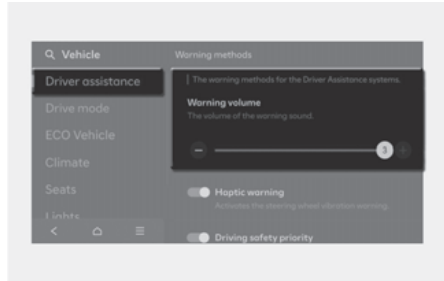 Vehicle
Warning methods
Driver assistance
The warning methods for the Driver Assistance systems.
Drive mode
Warning volume
The volume of the warning sound.
ECO Vehicle
3
Climate
Seats
Haptic warning
Activates the steering wheel vibration warning.
Lights
Driving safety priority